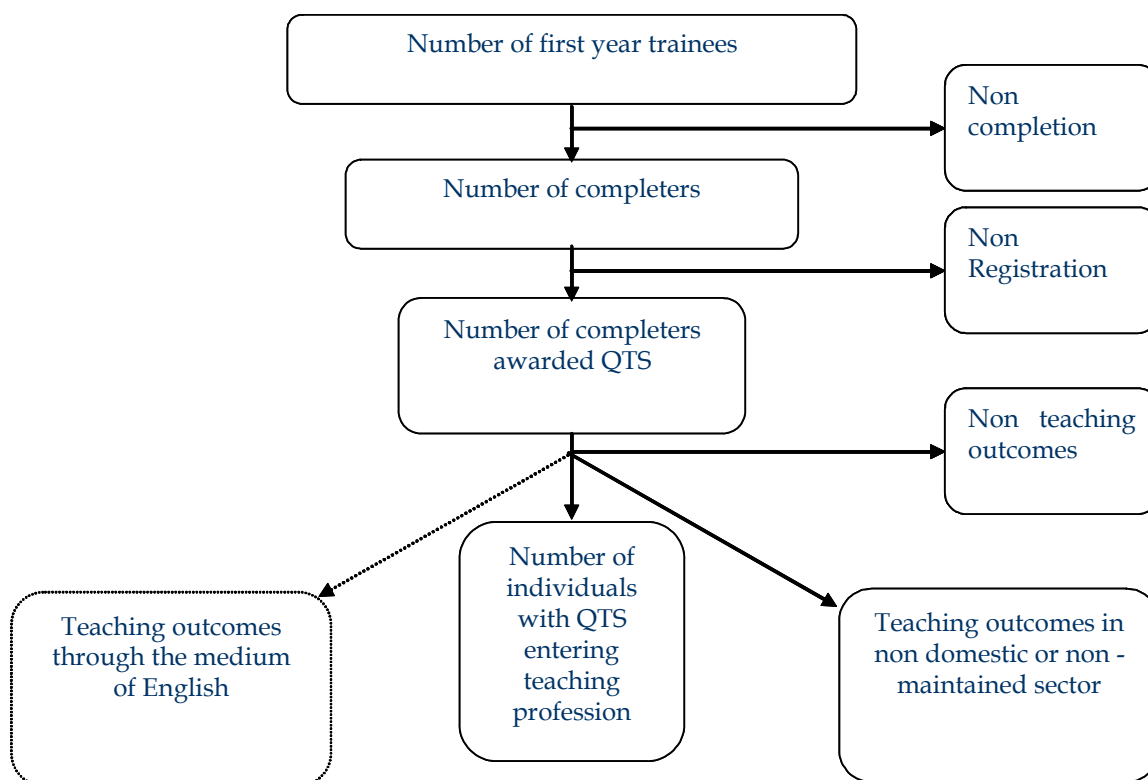 Number of first year trainees
Non
completion
Number of completers
Non
Registration
Number of completers
awarded QTS
Non teaching
outcomes
Number of
individuals
with QTS
entering
teaching
profession
Teaching outcomes
through the medium
of English
Teaching outcomes in
non domestic or non -
maintained sector